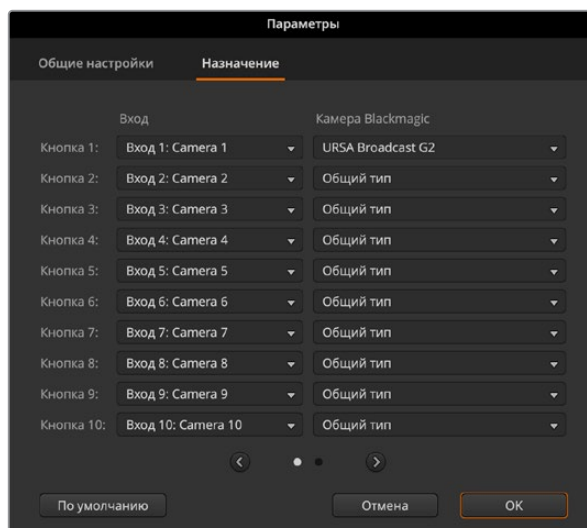 Параметры
Общие настройки Назначение
Вход Камера Blackmagic
Кнопка 1: Вход 1: Camera 1 URSA Broadcast G2
Кнопка 2: Вход 2: Camera 2 Общий тип
Кнопка 3: Вход 3: Camera 3 Общий тип
Кнопка 4: Вход 4: Camera 4 Общий тип
Кнопка 5: Вход 5: Camera 5 Общий тип
Кнопка 6: Вход 6: Camera 6 Общий тип
Кнопка 7: Вход 7: Camera 7 Общий тип
Кнопка 8: Вход 8: Camera 8 Общий тип
Кнопка 9: Вход 9: Camera 9 Общий тип
Кнопка 10: Вход 10: Camera 10 Общий тип
По умолчанию Отмена OK